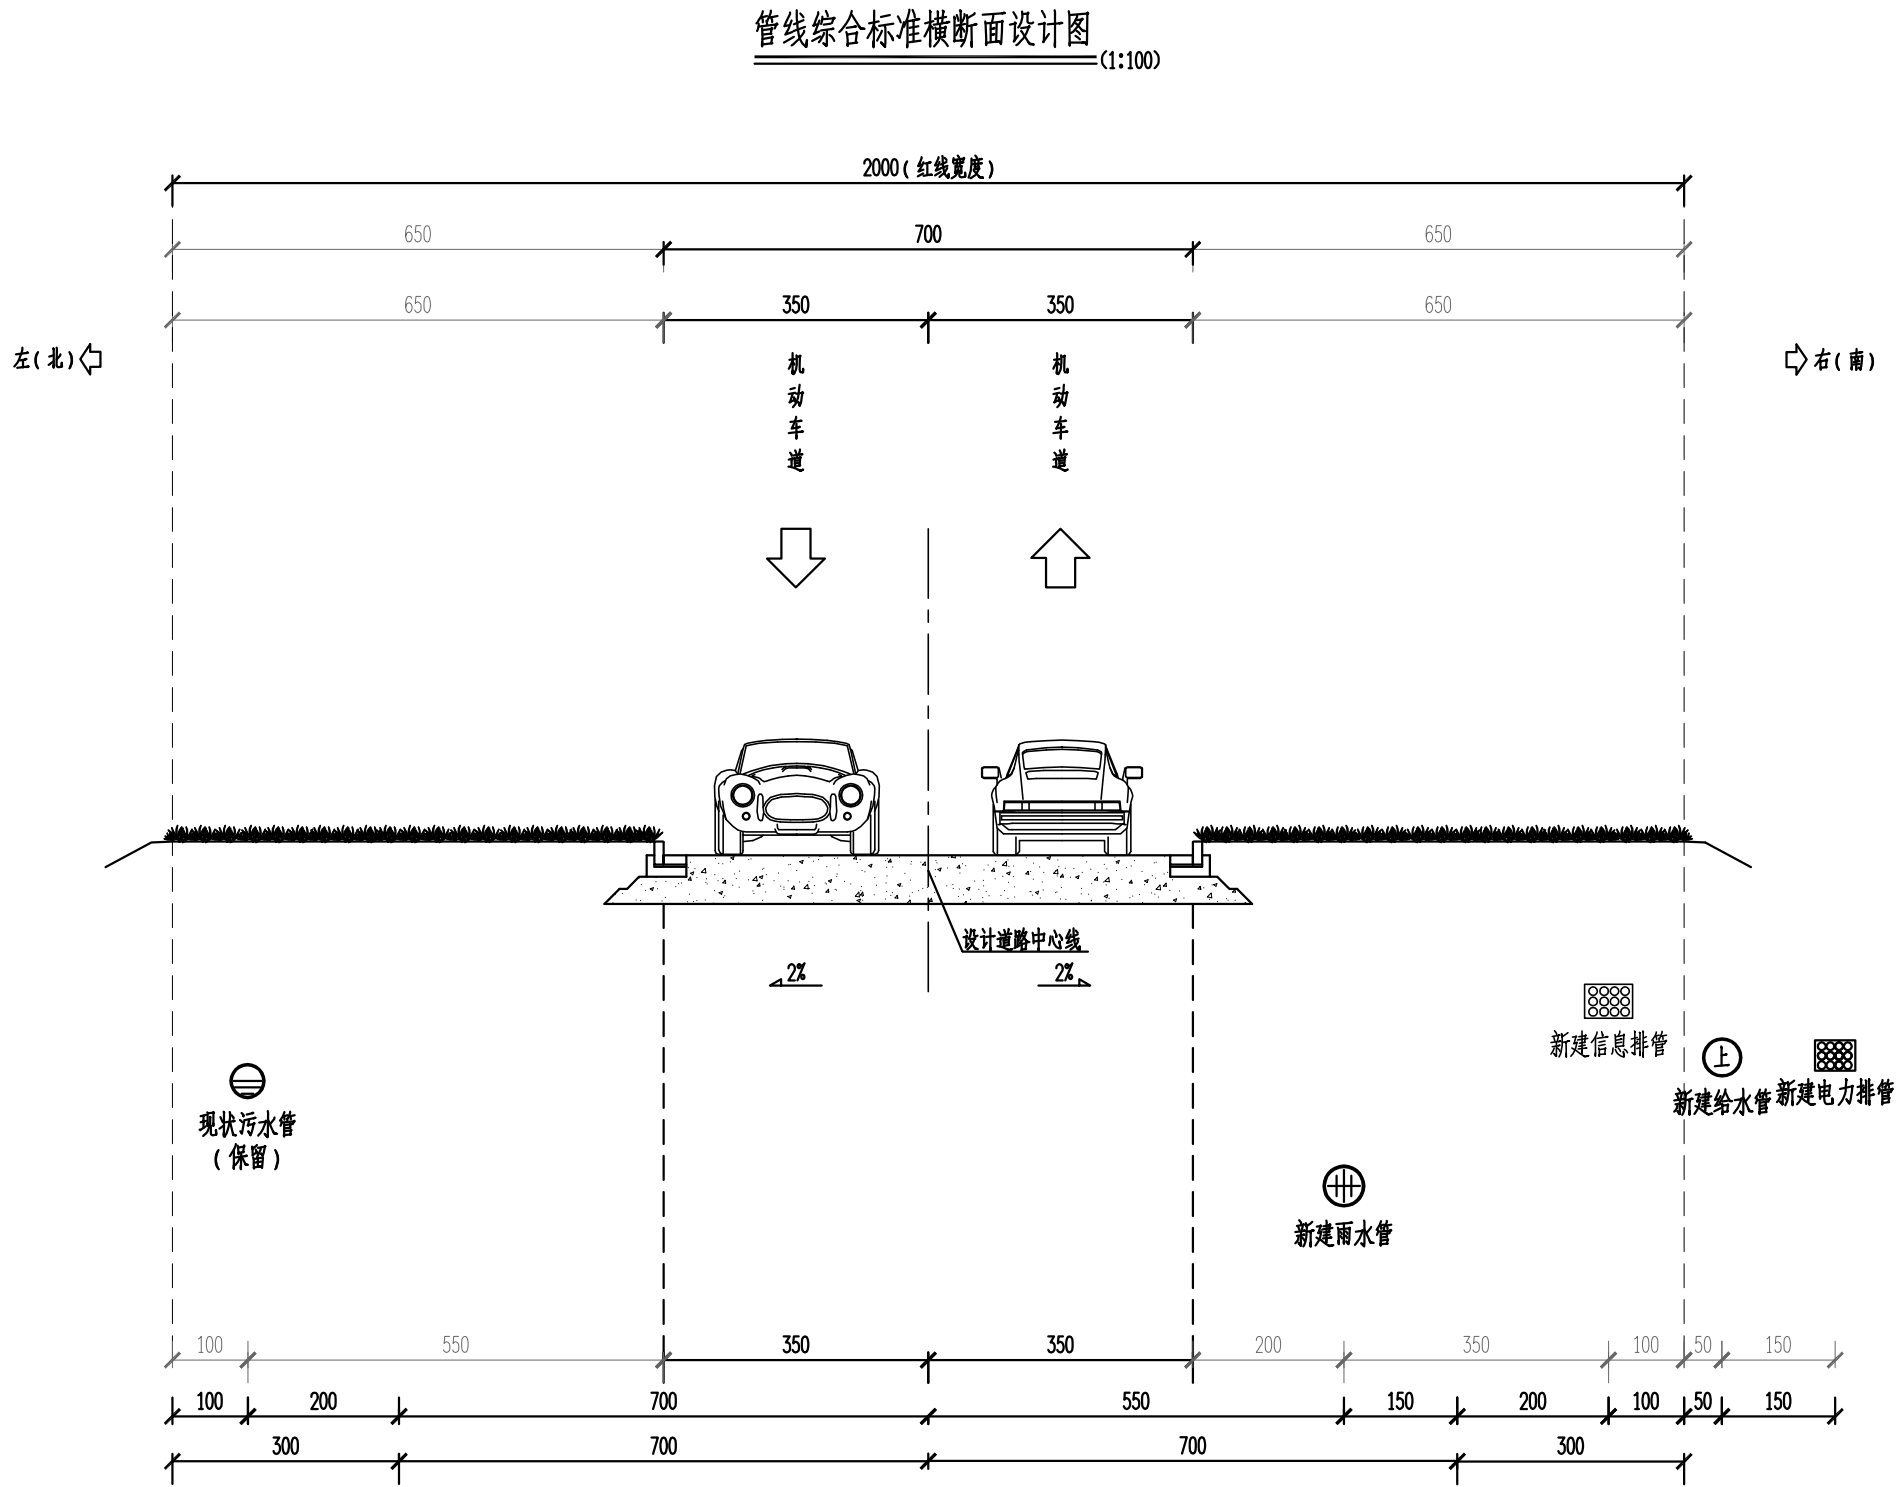 管线综合标准横断面设计图
(1:100)
2000(红线宽度)
650 700 650
650 350 350 650
左(北)
右(南)
机动车道
机动车道
设计道路中心线
2% 2%
新建信息排管
上
现状污水管
(保留)
新建给水管
新建电力排管
新建雨水管
100 550 350 350 200 350 100 50 150
100 200 700 550 150 200 100 50 150
300 700 700 300